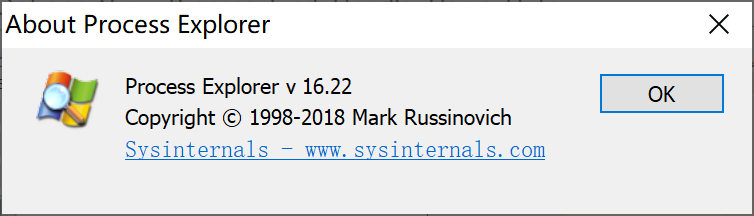 About Process Explorer
Process Explorer v 16.22
OK
Copyright © 1998-2018 Mark Russinovich
Sysinternals - www.sysinternals.com